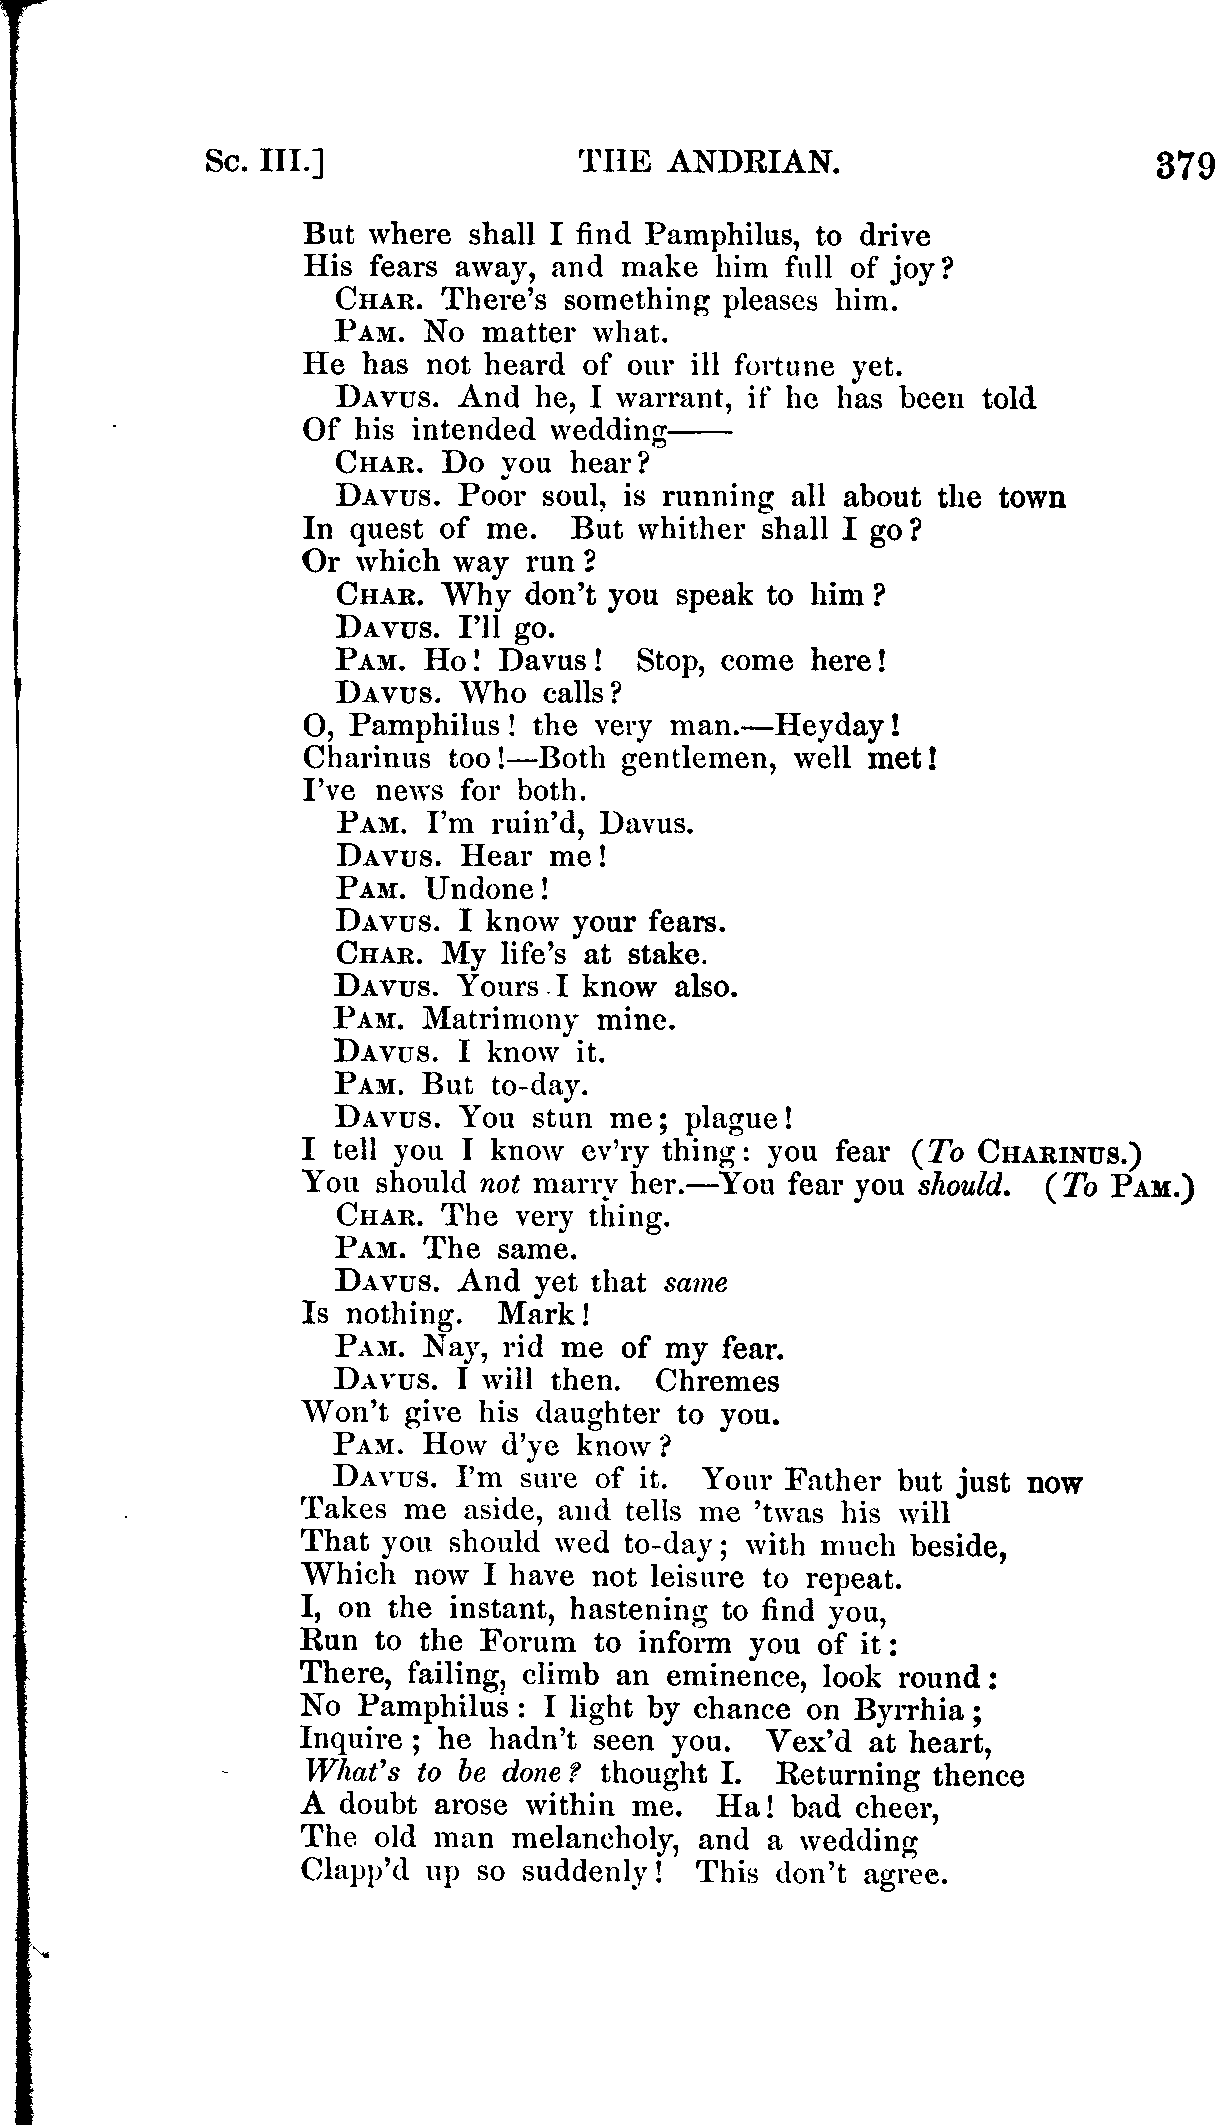 Sc. III.] THE ANDRIAN. 379
But where shall I find Pamphilus, to drive
His fears away, and make him full of joy?
CHAR. There's something pleases him.
PAM. No matter what.
He has not heard of our ill fortune yet.
DAVUS. And he, I warrant, if he has been told
Of his intended wedding——
CHAR. Do you hear?
DAVUS. Poor soul, is running all about the town
In quest of me. But whither shall I go?
Or which way run?
CHAR. Why don't you speak to him?
DAVUS. I'll go.
PAM. Ho! Davus! Stop, come here!
DAVUS. Who calls?
O, Pamphilus! the very man.—Heyday!
Charinus too!—Both gentlemen, well met!
I've news for both.
PAM. I'm ruin'd, Davus.
DAVUS. Hear me!
PAM. Undone!
DAVUS. I know your fears.
CHAR. My life's at stake.
DAVUS. Yours I know also.
PAM. Matrimony mine.
DAVUS. I know it.
PAM. But to-day.
DAVUS. You stun me; plague!
I tell you I know ev'ry thing: you fear (To CHARINUS.)
You should not marry her.—You fear you should. (To PAM.)
CHAR. The very thing.
PAM. The same.
DAVUS. And yet that same
Is nothing. Mark!
PAM. Nay, rid me of my fear.
DAVUS. I will then. Chremes
Won't give his daughter to you.
PAM. How d'ye know?
DAVUS. I'm sure of it. Your Father but just now
Takes me aside, and tells me 'twas his will
That you should wed to-day; with much beside,
Which now I have not leisure to repeat.
I, on the instant, hastening to find you,
Run to the Forum to inform you of it:
There, failing, climb an eminence, look round:
No Pamphilus: I light by chance on Byrrhia;
Inquire; he hadn't seen you. Vex'd at heart,
What's to be done? thought I. Returning thence
A doubt arose within me. Ha! bad cheer,
The old man melancholy, and a wedding
Clapp'd up so suddenly! This don't agree.